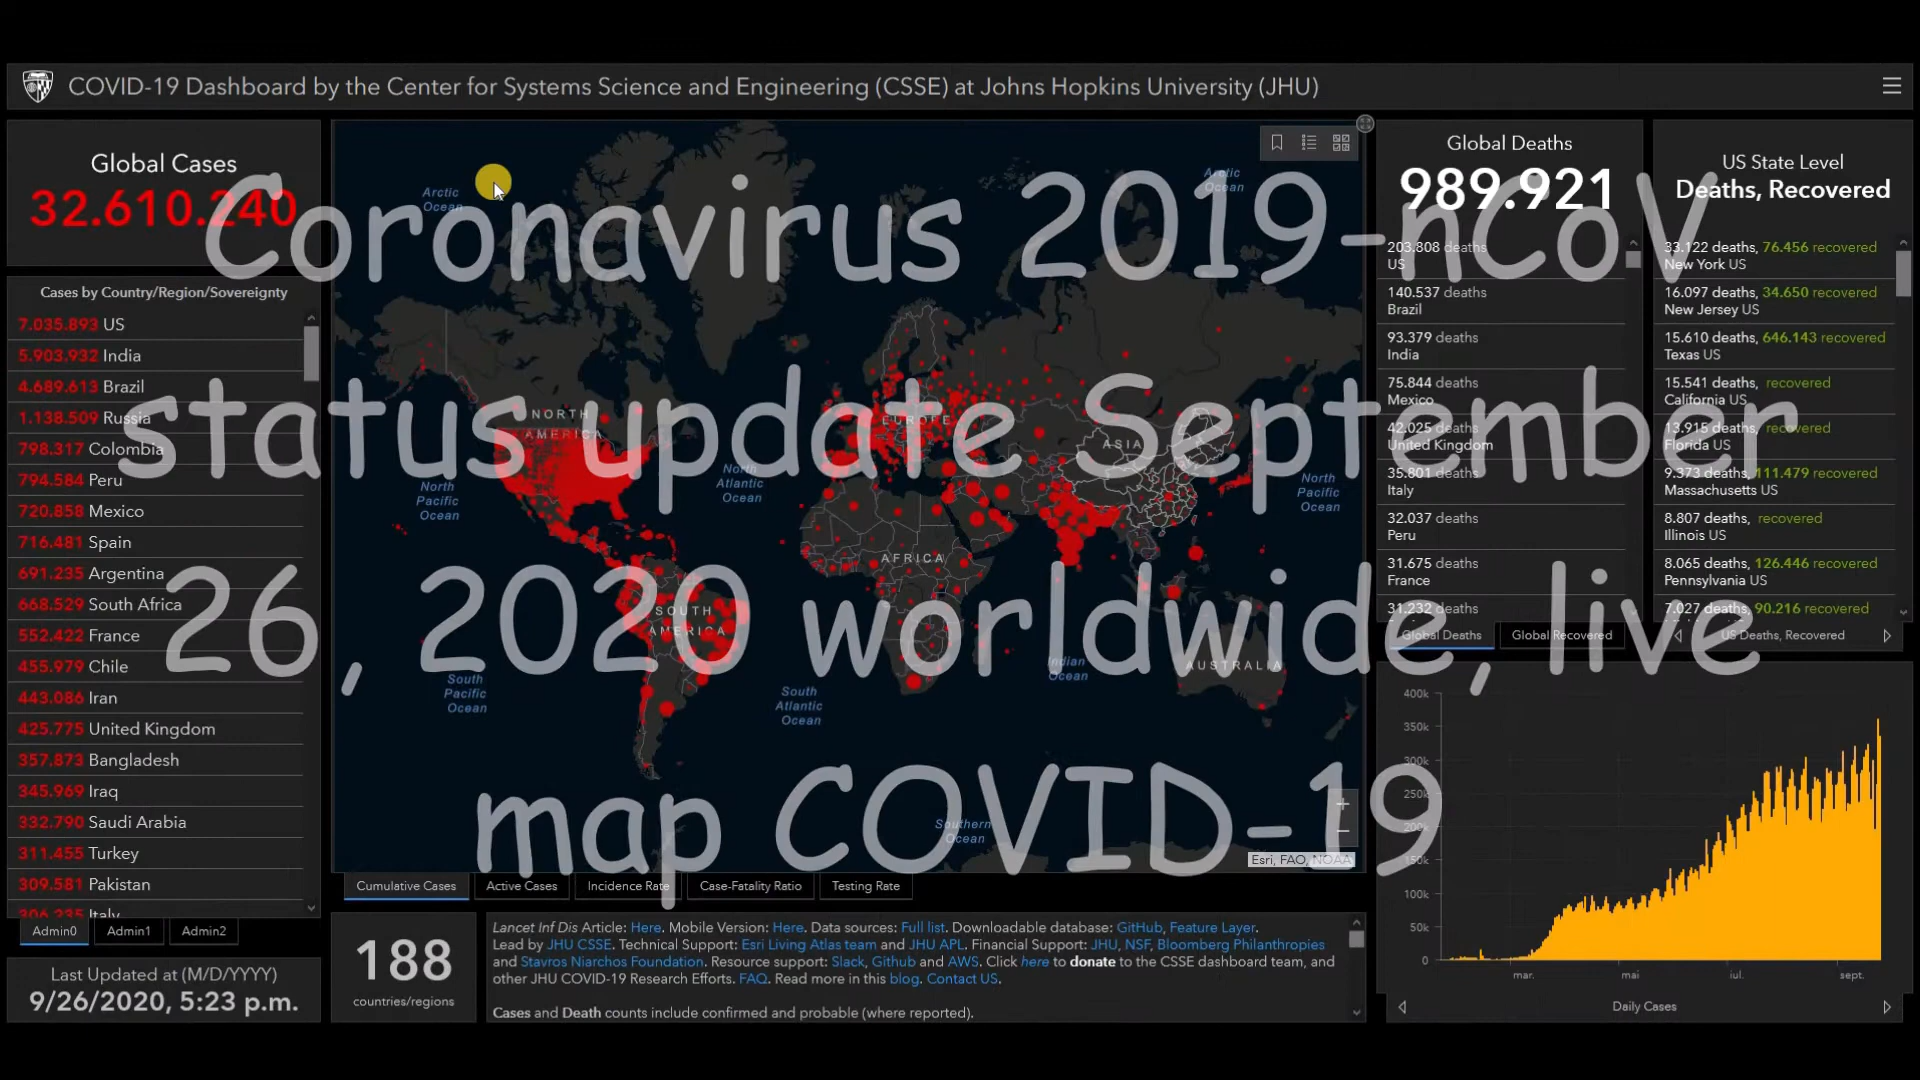 COVID-19 Dashboard by the Center for Systems Science and Engineering (CSSE) at Johns Hopkins University (JHU)
Coronavirus 2019-nCoV
status update September
26, 2020 worldwide, live
map COVID-19
Global Cases
32.610.240
Cases by Country/Region/Sovereignty
7.035.893 US
5.903.932 India
4.689.613 Brazil
1.138.509 Russia
798.317 Colombia
794.584 Peru
720.858 Mexico
716.481 Spain
691.235 Argentina
668.529 South Africa
552.422 France
455.979 Chile
443.086 Iran
425.775 United Kingdom
357.873 Bangladesh
345.969 Iraq
332.790 Saudi Arabia
311.455 Turkey
309.581 Pakistan
306.235 Italy
Admin0 Admin1 Admin2
Last Updated at (M/D/YYYY)
9/26/2020, 5:23 p.m.
Arctic
Ocean
Arctic
Ocean
NORTH
AMERICA
EUROPE
ASIA
North
Pacific
Ocean
North
Atlantic
Ocean
North
Pacific
Ocean
AFRICA
SOUTH
AMERICA
South
Pacific
Ocean
South
Atlantic
Ocean
Indian
Ocean
AUSTRALIA
Southern
Ocean
+
−
Esri, FAO, NOAA
Cumulative Cases Active Cases Incidence Rate Case-Fatality Ratio Testing Rate
188
countries/regions
Lancet Inf Dis Article: Here. Mobile Version: Here. Data sources: Full list. Downloadable database: GitHub, Feature Layer.
Lead by JHU CSSE. Technical Support: Esri Living Atlas team and JHU APL. Financial Support: JHU, NSF, Bloomberg Philanthropies
and Stavros Niarchos Foundation. Resource support: Slack, Github and AWS. Click here to donate to the CSSE dashboard team, and
other JHU COVID-19 Research Efforts. FAQ. Read more in this blog. Contact US.
Cases and Death counts include confirmed and probable (where reported).
Global Deaths
989.921
203.808 deaths
US
140.537 deaths
Brazil
93.379 deaths
India
75.844 deaths
Mexico
42.025 deaths
United Kingdom
35.801 deaths
Italy
32.037 deaths
Peru
31.675 deaths
France
31.232 deaths
Global Deaths Global Recovered
US State Level
Deaths, Recovered
33.122 deaths, 76.456 recovered
New York US
16.097 deaths, 34.650 recovered
New Jersey US
15.610 deaths, 646.143 recovered
Texas US
15.541 deaths, recovered
California US
13.915 deaths, recovered
Florida US
9.373 deaths, 111.479 recovered
Massachusetts US
8.807 deaths, recovered
Illinois US
8.065 deaths, 126.446 recovered
Pennsylvania US
7.027 deaths, 90.216 recovered
US Deaths, Recovered
400k
350k
300k
250k
200k
150k
100k
50k
0
mar. mai iul. sept.
Daily Cases